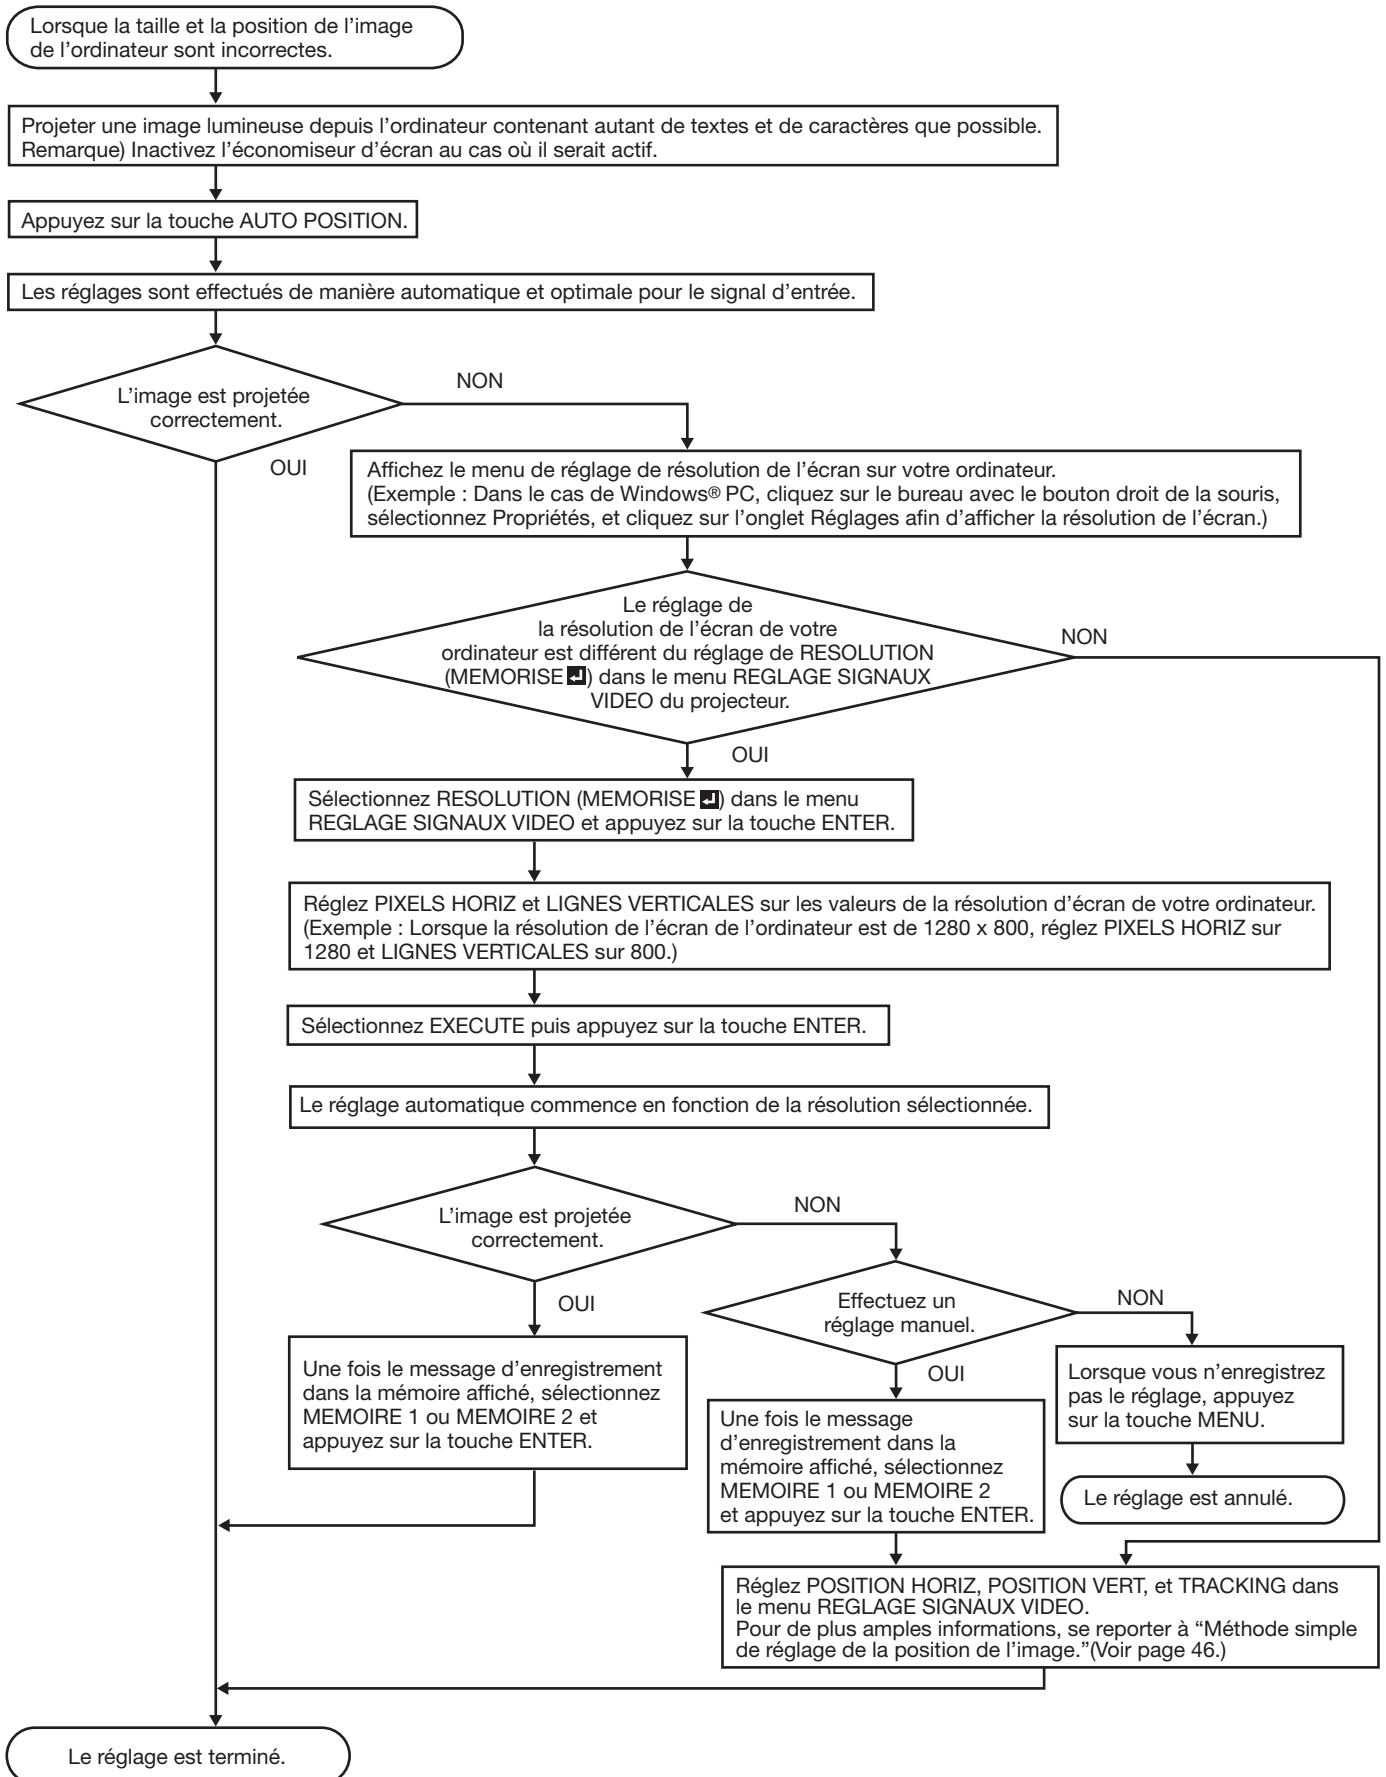 Lorsque la taille et la position de l’image
de l’ordinateur sont incorrectes.
Projeter une image lumineuse depuis l’ordinateur contenant autant de textes et de caractères que possible.
Remarque) Inactivez l’économiseur d’écran au cas où il serait actif.
Appuyez sur la touche AUTO POSITION.
Les réglages sont effectués de manière automatique et optimale pour le signal d’entrée.
L’image est projetée
correctement.
NON
OUI
Affichez le menu de réglage de résolution de l’écran sur votre ordinateur.
(Exemple : Dans le cas de Windows® PC, cliquez sur le bureau avec le bouton droit de la souris,
sélectionnez Propriétés, et cliquez sur l’onglet Réglages afin d’afficher la résolution de l’écran.)
Le réglage de
la résolution de l’écran de votre
ordinateur est différent du réglage de RESOLUTION
(MEMORISE ↵) dans le menu REGLAGE SIGNAUX
VIDEO du projecteur.
NON
OUI
Sélectionnez RESOLUTION (MEMORISE ↵) dans le menu
REGLAGE SIGNAUX VIDEO et appuyez sur la touche ENTER.
Réglez PIXELS HORIZ et LIGNES VERTICALES sur les valeurs de la résolution d’écran de votre ordinateur.
(Exemple : Lorsque la résolution de l’écran de l’ordinateur est de 1280 x 800, réglez PIXELS HORIZ sur
1280 et LIGNES VERTICALES sur 800.)
Sélectionnez EXECUTE puis appuyez sur la touche ENTER.
Le réglage automatique commence en fonction de la résolution sélectionnée.
L’image est projetée
correctement.
NON
OUI
Effectuez un
réglage manuel.
NON
OUI
Une fois le message d’enregistrement
dans la mémoire affiché, sélectionnez
MEMOIRE 1 ou MEMOIRE 2 et
appuyez sur la touche ENTER.
Une fois le message
d’enregistrement dans la
mémoire affiché, sélectionnez
MEMOIRE 1 ou MEMOIRE 2
et appuyez sur la touche ENTER.
Lorsque vous n’enregistrez
pas le réglage, appuyez
sur la touche MENU.
Le réglage est annulé.
Réglez POSITION HORIZ, POSITION VERT, et TRACKING dans
le menu REGLAGE SIGNAUX VIDEO.
Pour de plus amples informations, se reporter à “Méthode simple
de réglage de la position de l’image.”(Voir page 46.)
Le réglage est terminé.